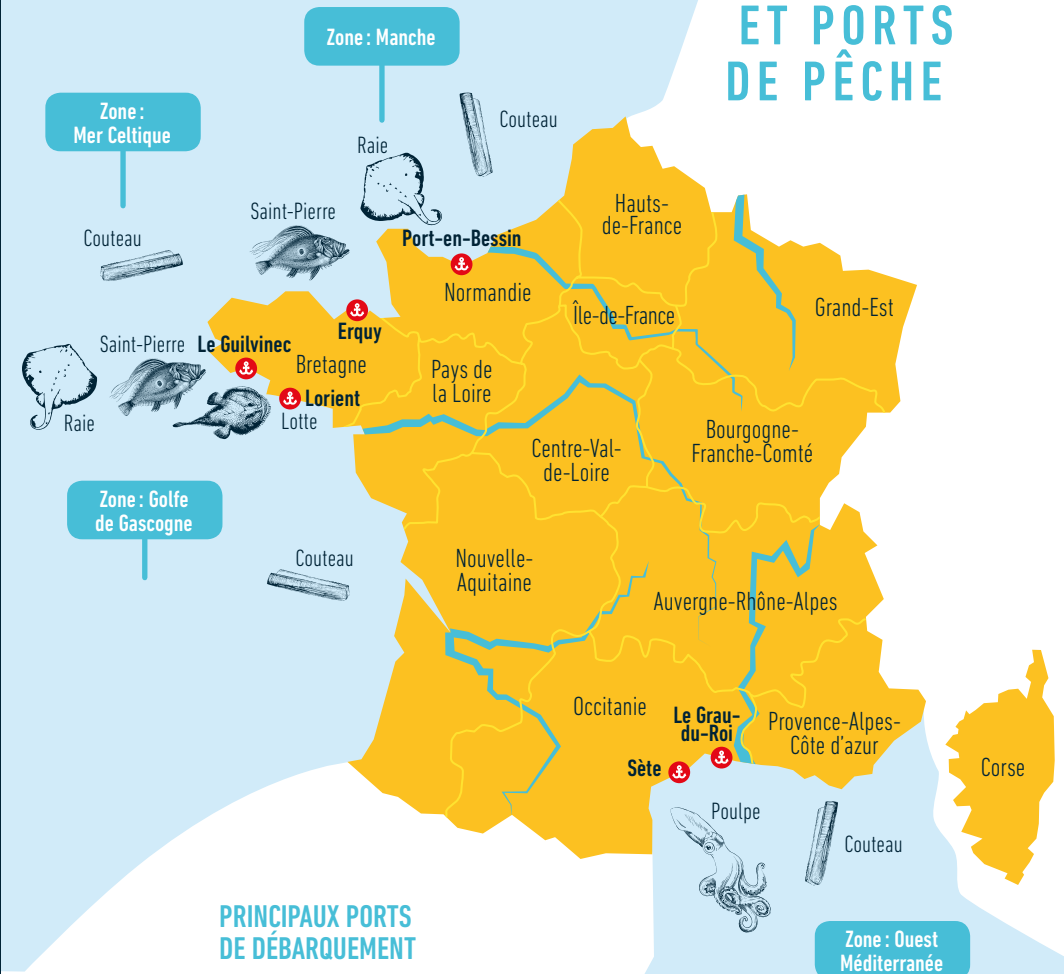 ET PORTS
DE PÊCHE
Zone : Manche
Zone :
Mer Celtique
Couteau
Raie
Saint-Pierre
Couteau
Port-en-Bessin
Hauts-
de-France
Normandie
Île-de-France
Grand-Est
Erquy
Saint-Pierre
Le Guilvinec
Bretagne
Pays de
la Loire
Raie
Lorient
Lotte
Centre-Val-
de-Loire
Bourgogne-
Franche-Comté
Zone : Golfe
de Gascogne
Couteau
Nouvelle-
Aquitaine
Auvergne-Rhône-Alpes
Occitanie
Le Grau-
du-Roi
Provence-Alpes-
Côte d'azur
Sète
Corse
Poulpe
Couteau
PRINCIPAUX PORTS
DE DÉBARQUEMENT
Zone : Ouest
Méditerranée